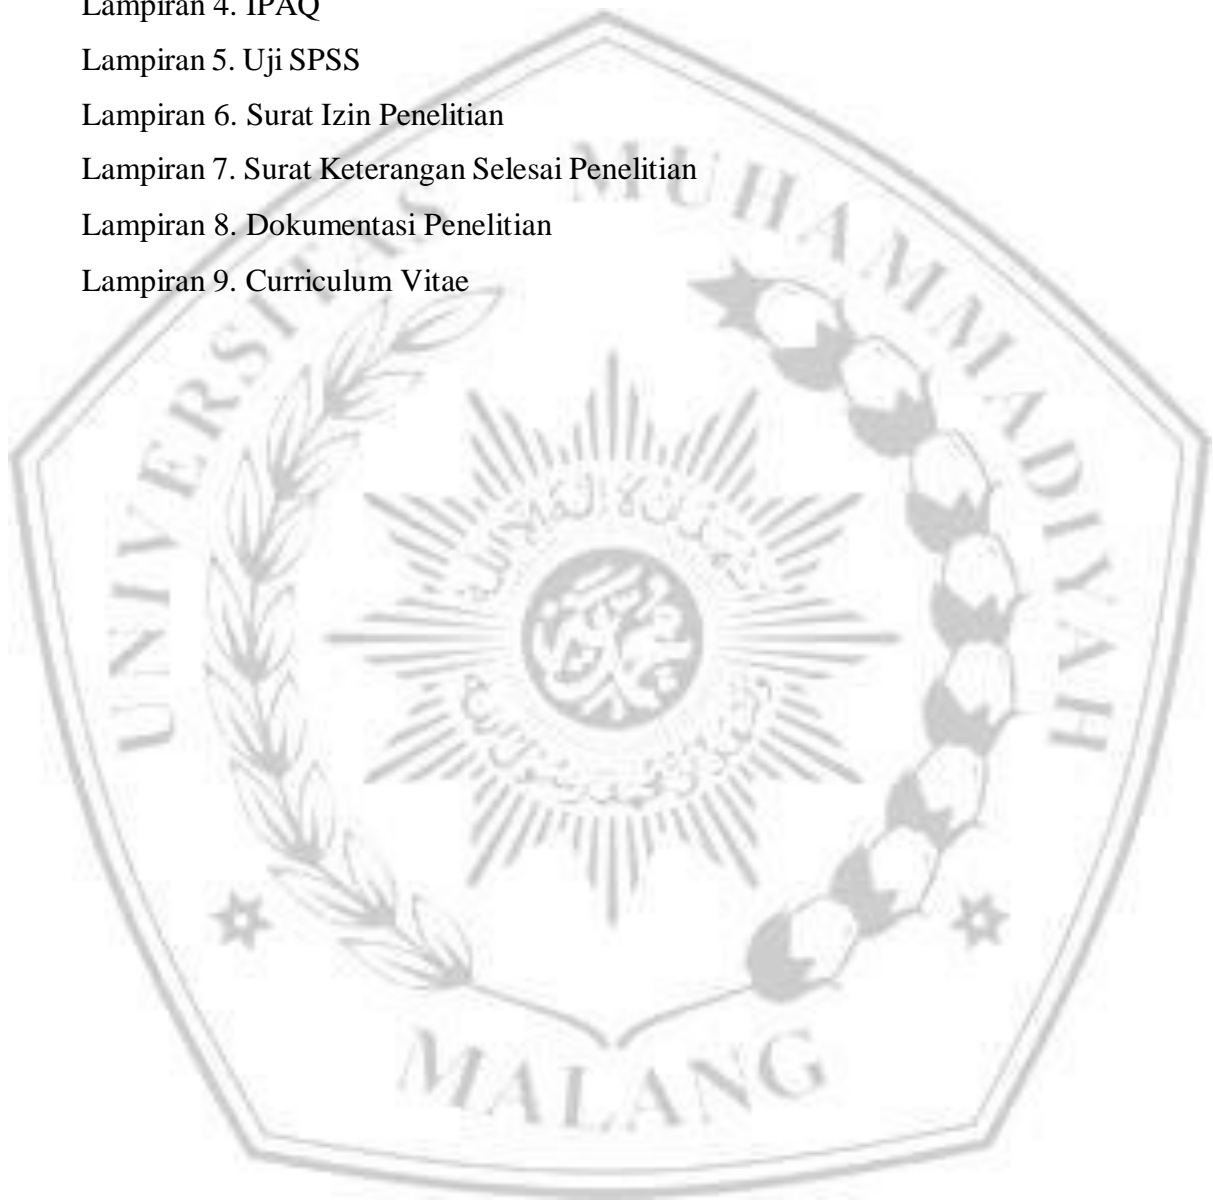 Lampiran 4. IPAQ
Lampiran 5. Uji SPSS
Lampiran 6. Surat Izin Penelitian
Lampiran 7. Surat Keterangan Selesai Penelitian
Lampiran 8. Dokumentasi Penelitian
Lampiran 9. Curriculum Vitae
UNIVERSITAS MUHAMMADIYAH
MALANG